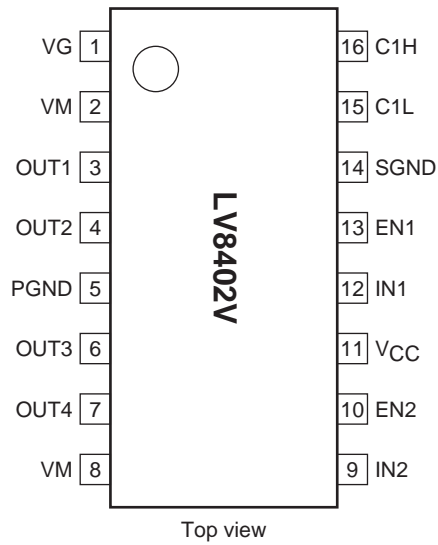 VG 1 16 C1H
VM 2 15 C1L
OUT1 3 14 SGND
OUT2 4 13 EN1
PGND 5 12 IN1
OUT3 6 11 VCC
OUT4 7 10 EN2
VM 8 9 IN2
LV8402V
Top view